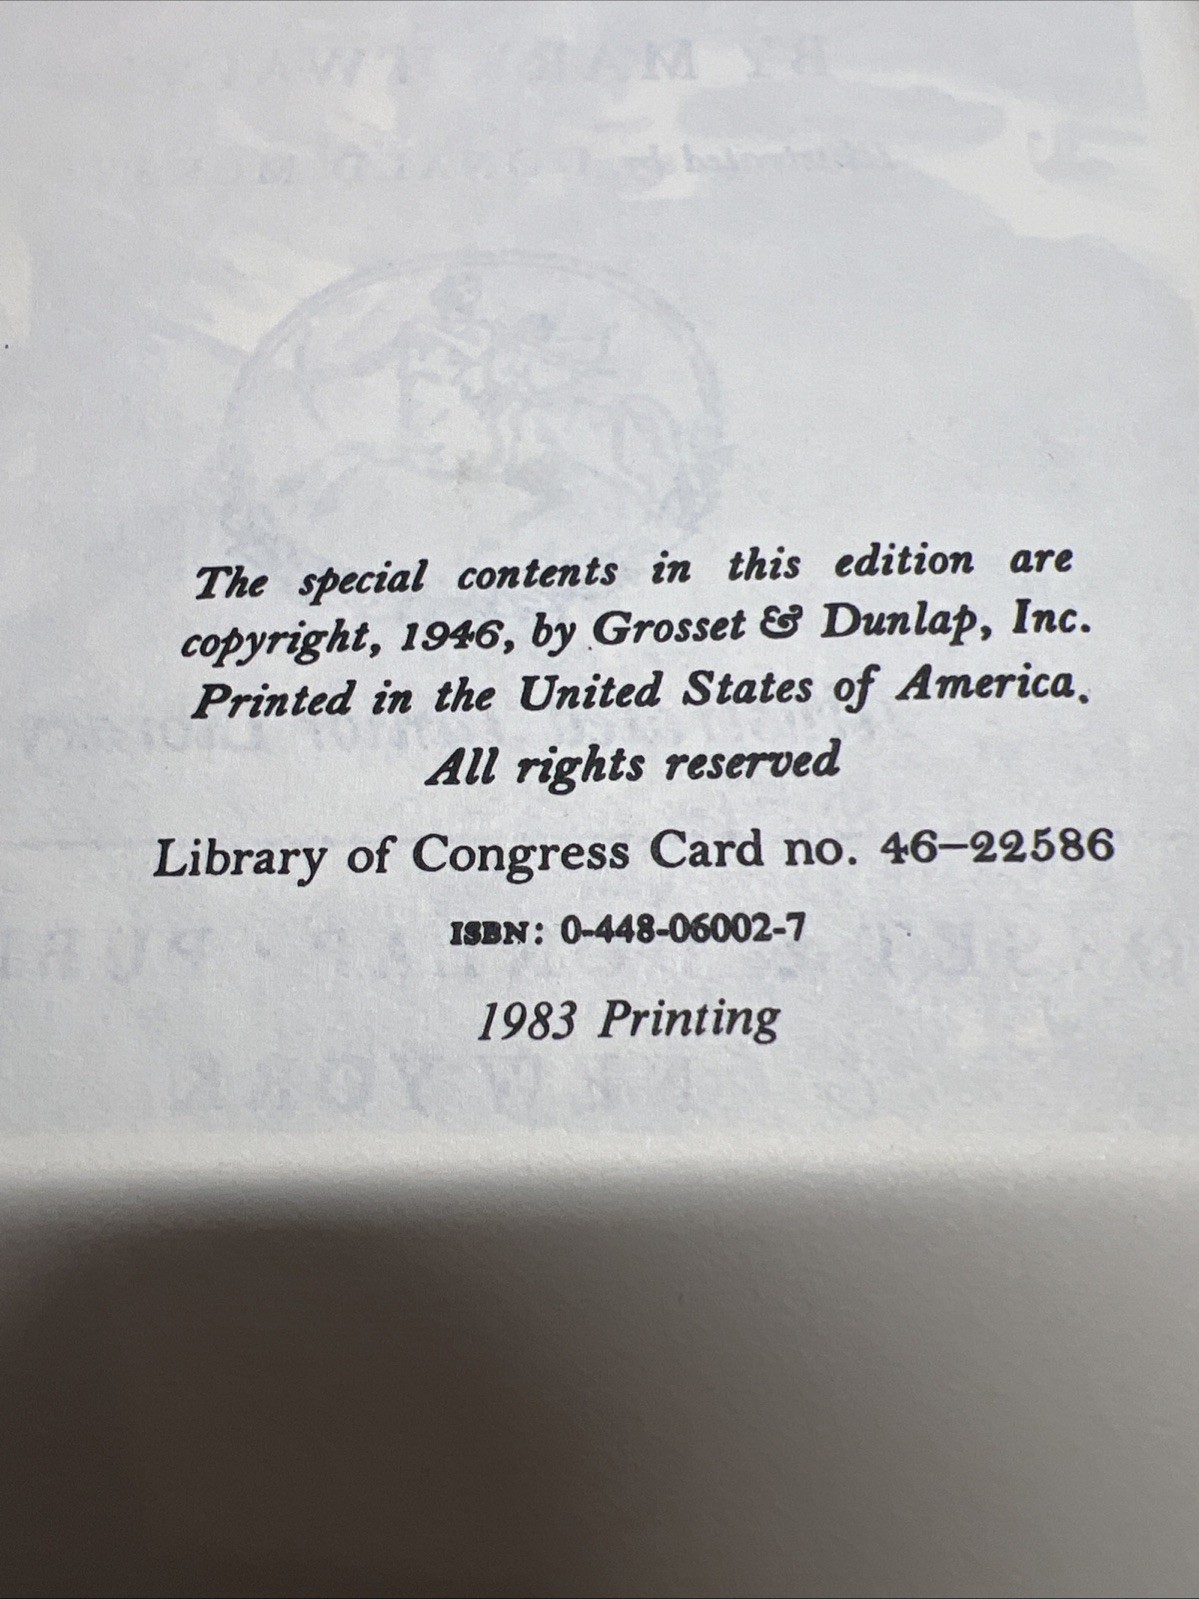 The special contents in this edition are
copyright, 1946, by Grosset & Dunlap, Inc.
Printed in the United States of America.
All rights reserved
Library of Congress Card no. 46–22586
ISBN: 0-448-06002-7
1983 Printing